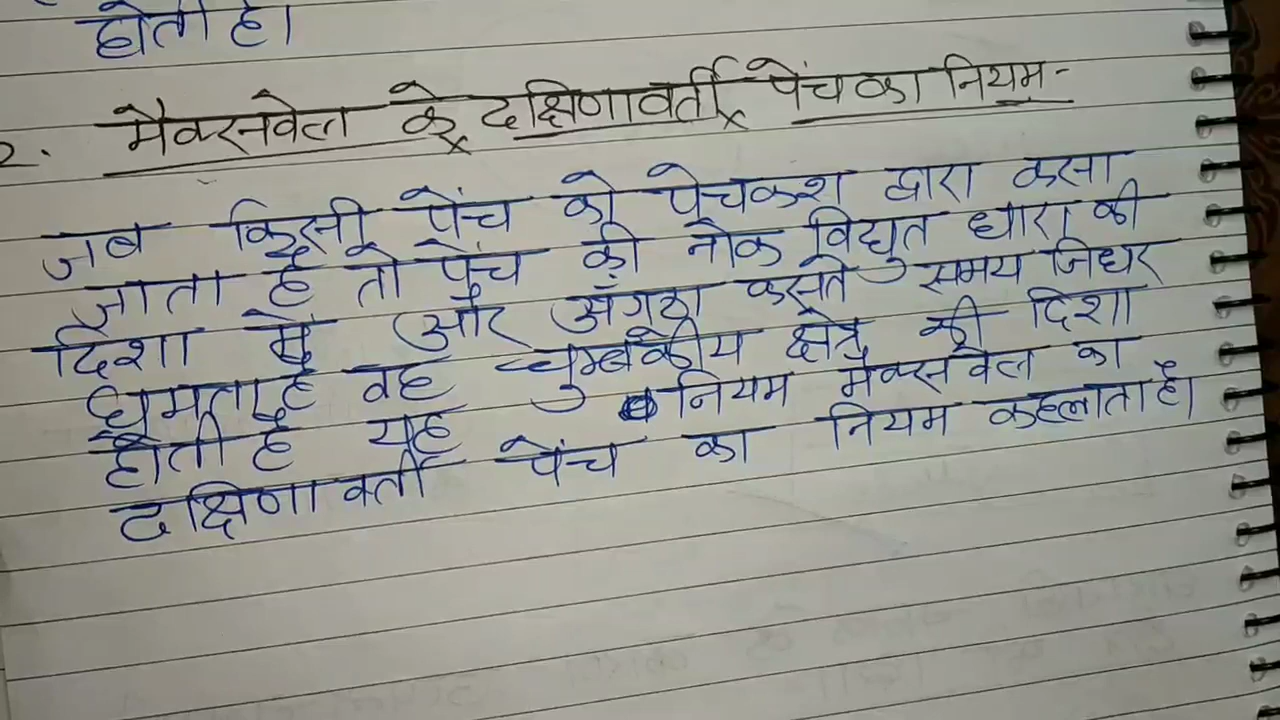 होती है।
2. मैक्सवेल के दक्षिणावर्ती पेंच का नियम-
जब किसी पेंच को पेचकश द्वारा कसा
जाता है तो पेंच की नोक विद्युत धारा की
दिशा में और अँगूठा कसते समय जिधर
घूमता है वह चुम्बकीय क्षेत्र की दिशा
होती है यह नियम मैक्सवेल का
दक्षिणावर्ती पेंच का नियम कहलाता है।